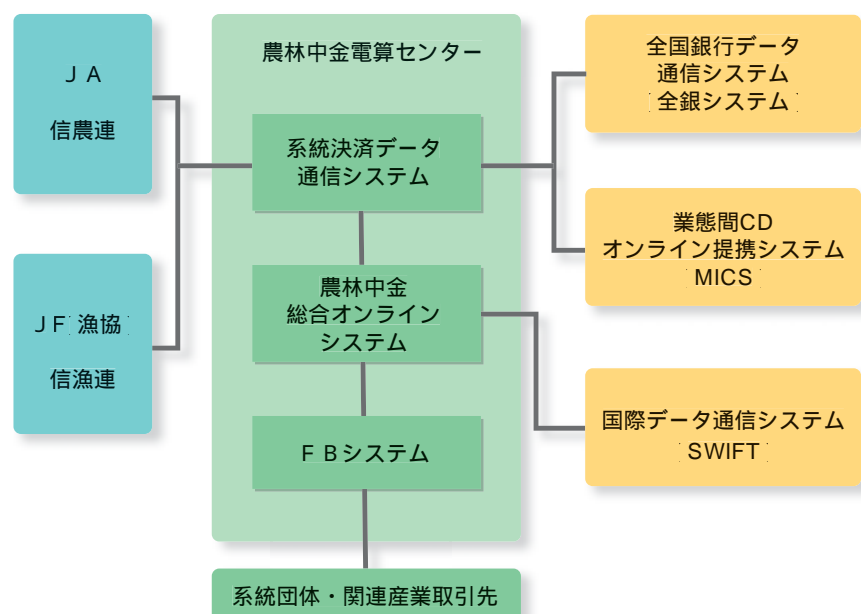 ＪＡ
信農連
ＪＦ 漁協
信漁連
農林中金電算センター
系統決済データ
通信システム
農林中金
総合オンライン
システム
ＦＢシステム
系統団体・関連産業取引先
全国銀行データ
通信システム
全銀システム
業態間CD
オンライン提携システム
MICS
国際データ通信システム
SWIFT